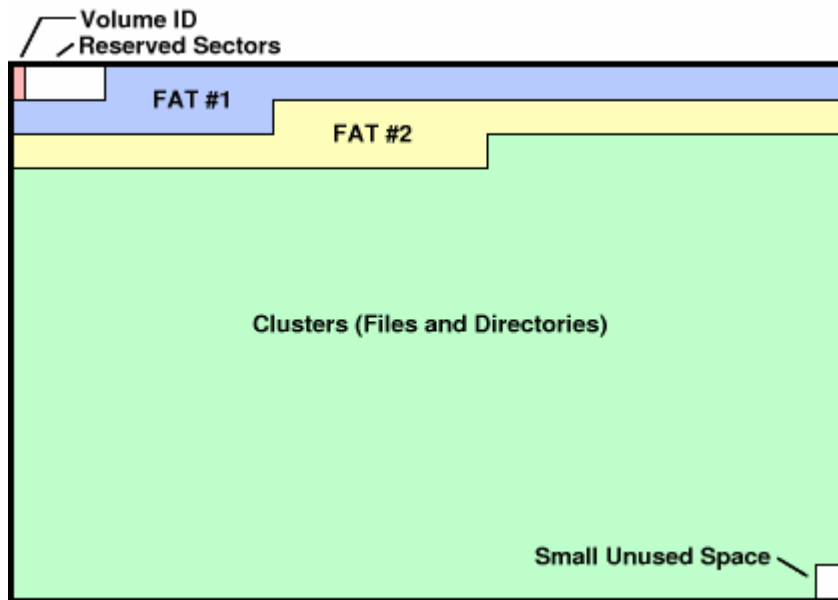 Volume ID
Reserved Sectors
FAT #1
FAT #2
Clusters (Files and Directories)
Small Unused Space